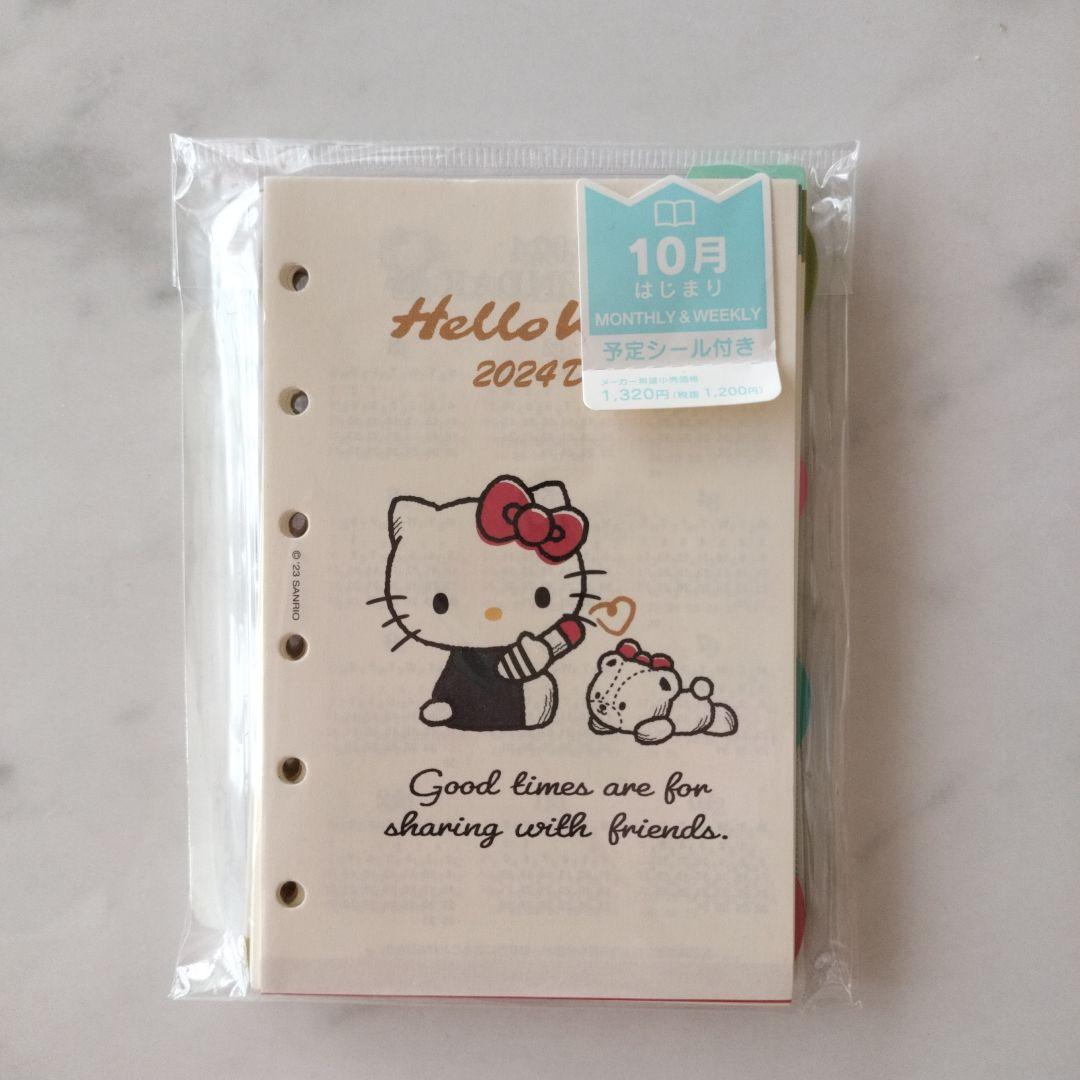 10月
はじまり
MONTHLY & WEEKLY
予定シール付き
メーカー希望小売価格
1,320円(税抜 1,200円)
Hello
2024 D
© '23 SANRIO
Good times are for
sharing with friends.